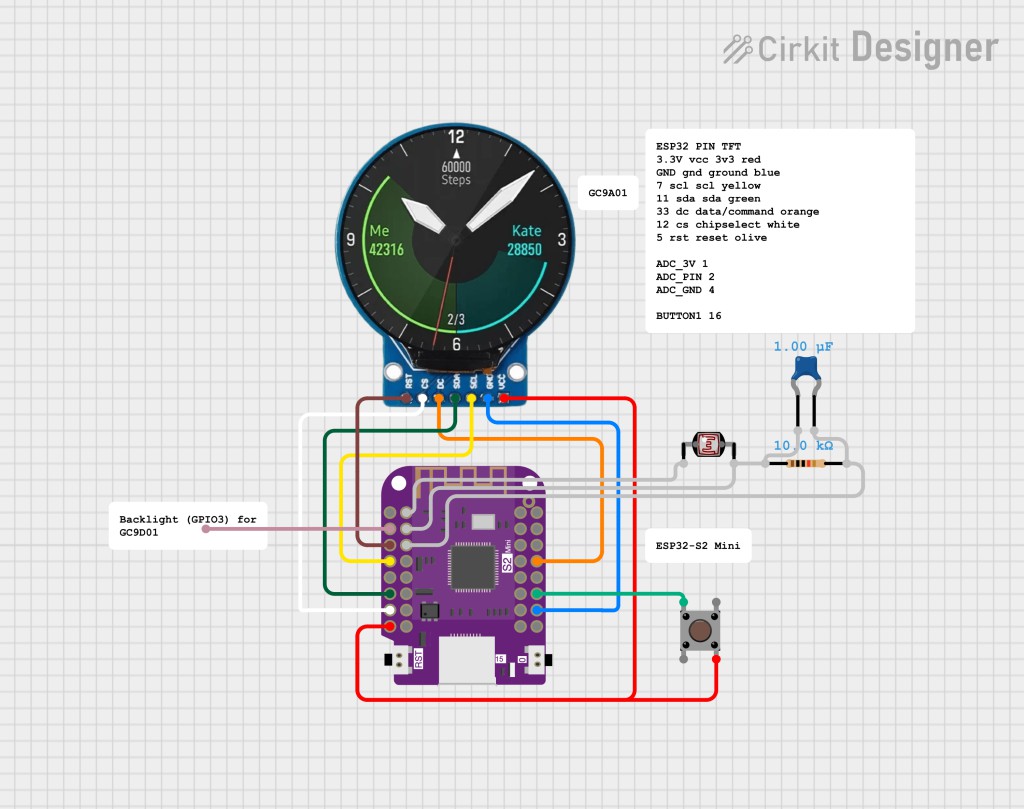 Cirkit Designer
12
60000
Steps
Me
42316
Kate
28850
9
3
2/3
6
GC9A01
ESP32 PIN TFT
3.3V vcc 3v3 red
GND gnd ground blue
7 scl scl yellow
11 sda sda green
33 dc data/command orange
12 cs chipselect white
5 rst reset olive
ADC_3V 1
ADC_PIN 2
ADC_GND 4
BUTTON1 16
1.00 μF
10.0 kΩ
RST
CS
DC
SDA
SCL
GND
VCC
Backlight (GPIO3) for
GC9D01
S2 Mini
ESP32-S2 Mini
RST
15
0